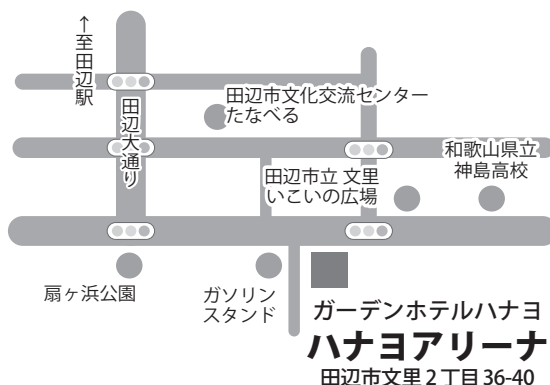 ↑至田辺駅
田辺大通り
田辺市文化交流センター
たなべる
和歌山県立
神島高校
田辺市立 文里
いこいの広場
扇ヶ浜公園
ガソリン
スタンド
ガーデンホテルハナヨ
ハナヨアリーナ
田辺市文里2丁目36-40